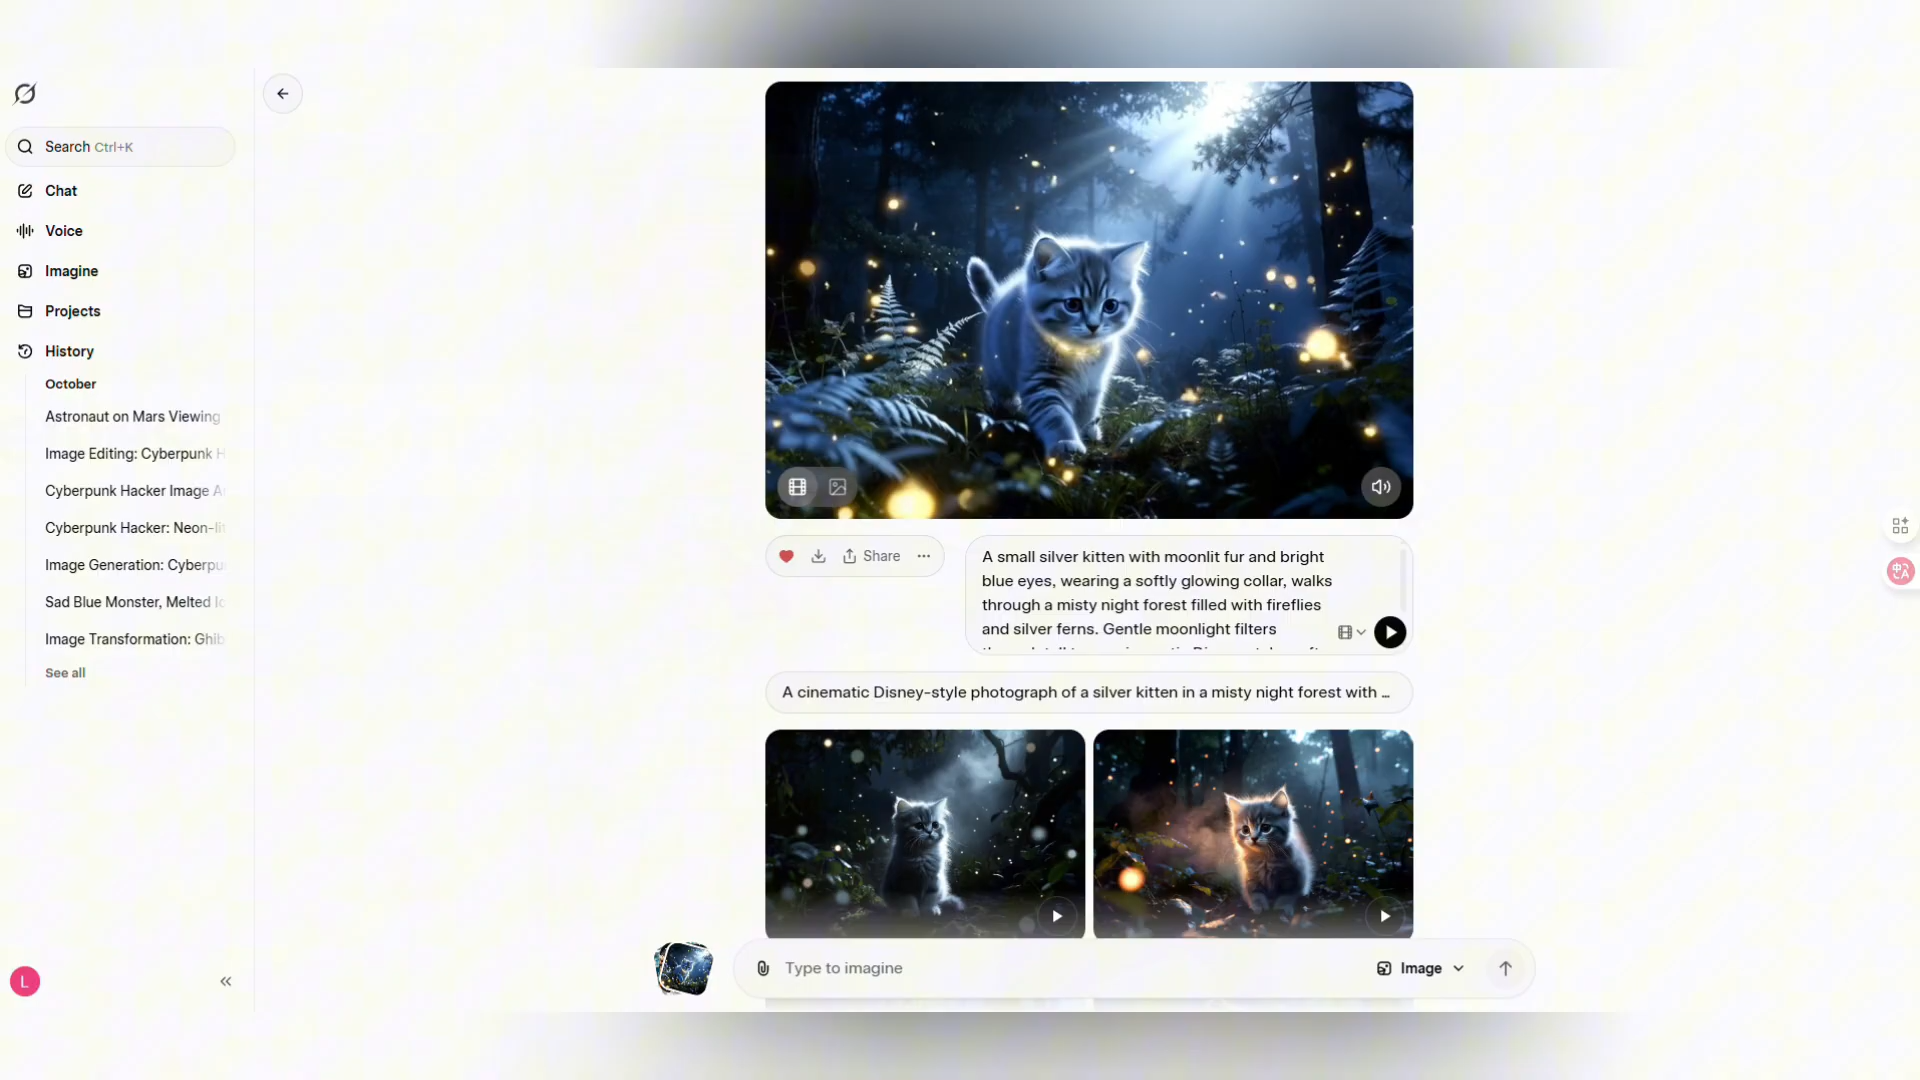 Search Ctrl+K
Chat
Voice
Imagine
Projects
History
October
Astronaut on Mars Viewing
Image Editing: Cyberpunk
Cyberpunk Hacker Image
Cyberpunk Hacker: Neon-li
Image Generation: Cyberpu
Sad Blue Monster, Melted
Image Transformation: Ghib
See all
L
Share
A small silver kitten with moonlit fur and bright
blue eyes, wearing a softly glowing collar, walks
through a misty night forest filled with fireflies
and silver ferns. Gentle moonlight filters
A cinematic Disney-style photograph of a silver kitten in a misty night forest with ...
Type to imagine
Image